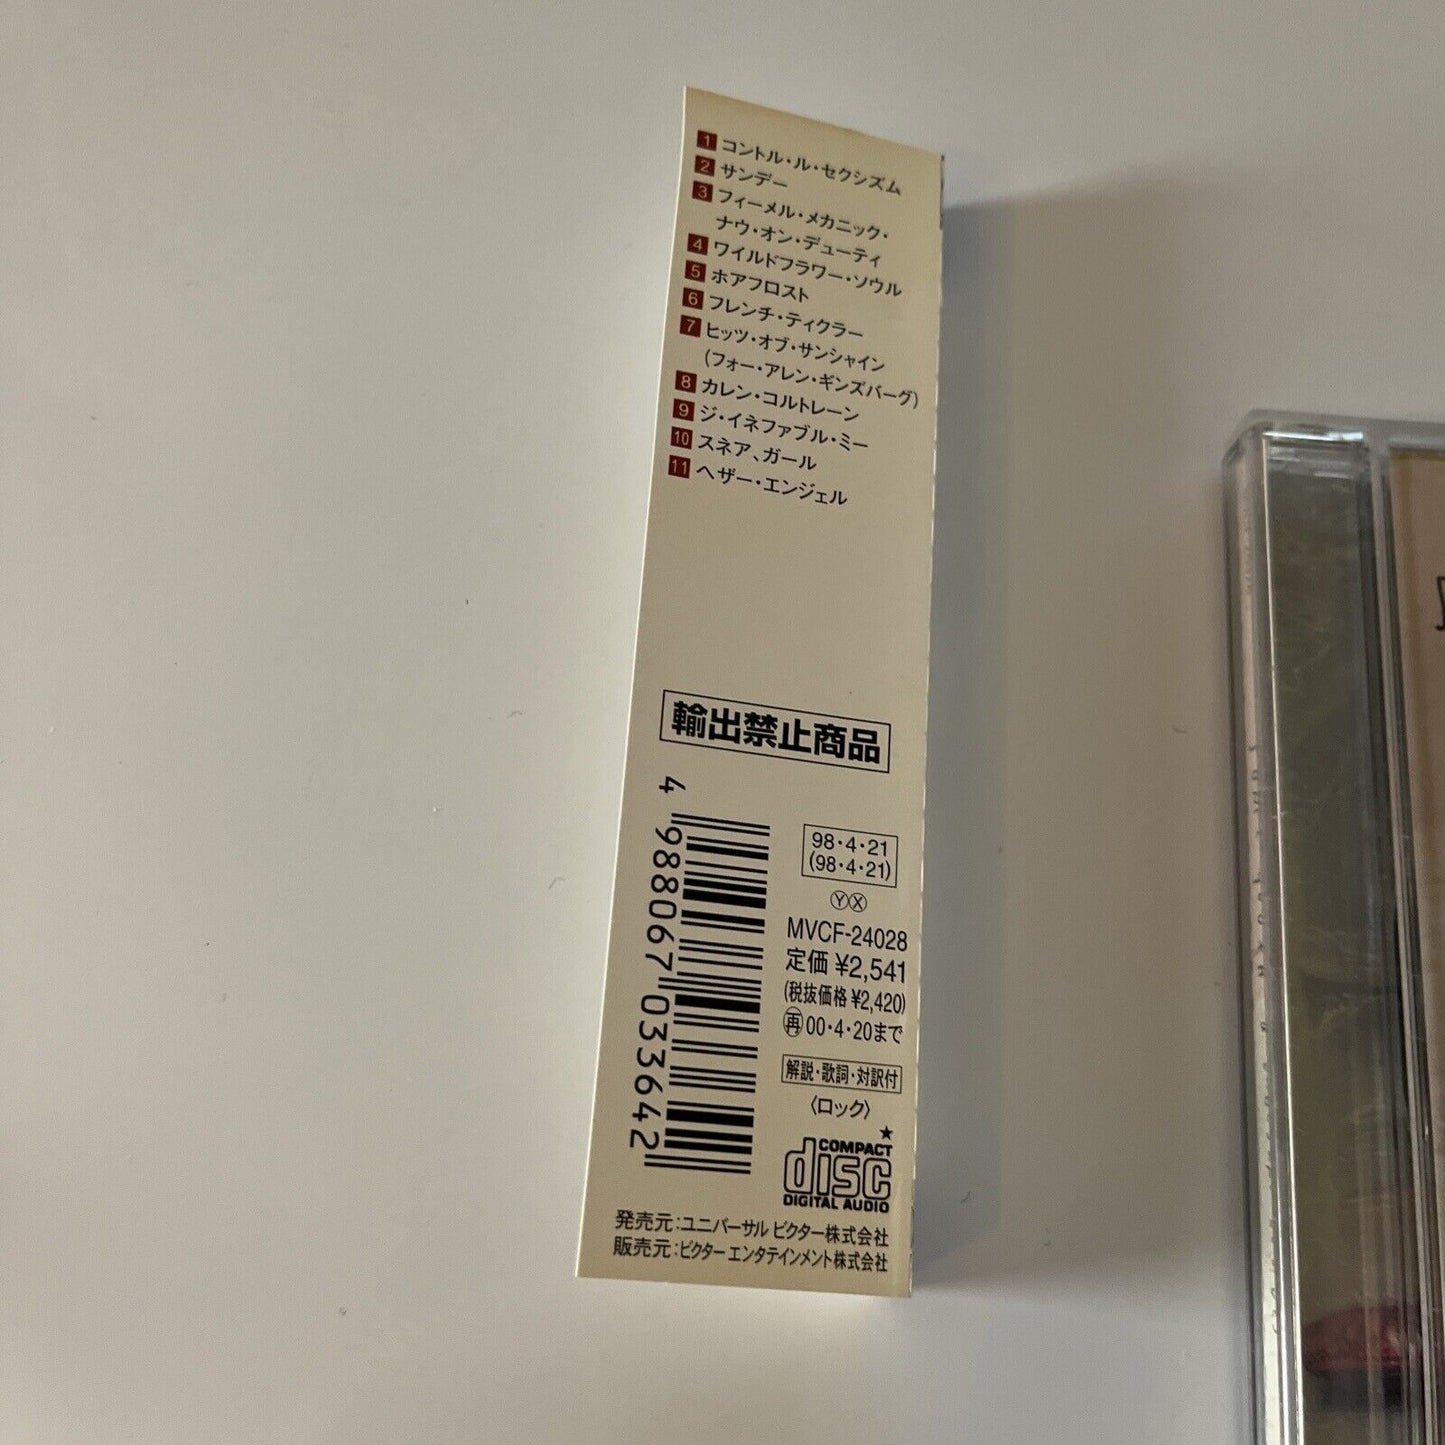 1 コントル・ル・セクシズム
2 サンデー
3 フィーメル・メカニック・
ナウ・オン・デューティ
4 ワイルドフラワー・ソウル
5 ホアフロスト
6 フレンチ・ティクラー
7 ヒッツ・オブ・サンシャイン
(フォー・アレン・ギンズバーグ)
8 カレン・コルトレーン
9 ジ・イネファブル・ミー
10 スネア、ガール
11 ヘザー・エンジェル
輸出禁止商品
4 988067 033642
98・4・21
(98・4・21)
ⓎⓍ
MVCF-24028
定価 ¥2,541
(税抜価格 ¥2,420)
再 00・4・20まで
解説・歌詞・対訳付
〈ロック〉
★
COMPACT
disc
DIGITAL AUDIO
発売元:ユニバーサル ビクター株式会社
販売元:ビクター エンタテインメント株式会社